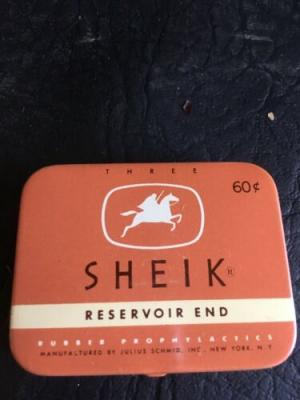 THREE
60¢
SHEIK®
RESERVOIR END
RUBBER PROPHYLACTICS
MANUFACTURED BY JULIUS SCHMID, INC., NEW YORK, N.Y.